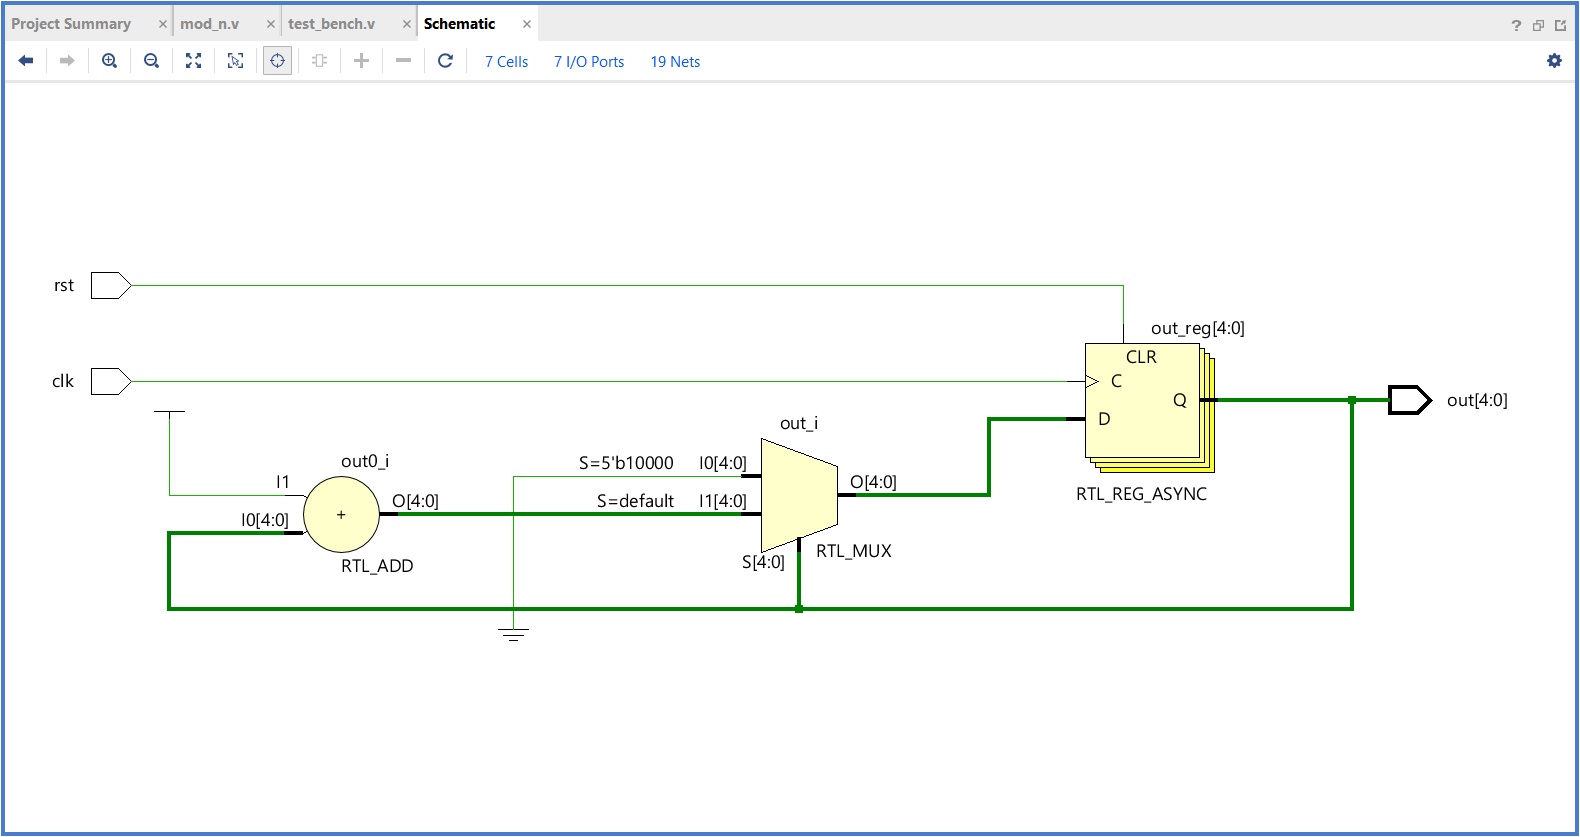 Project Summary × mod_n.v × test_bench.v × Schematic ×
?
7 Cells 7 I/O Ports 19 Nets
rst
out_reg[4:0]
CLR
clk
C
Q
out[4:0]
D
out_i
out0_i
S=5'b10000 I0[4:0]
I1
O[4:0]
O[4:0]
S=default I1[4:0]
RTL_REG_ASYNC
I0[4:0]
+
RTL_MUX
S[4:0]
RTL_ADD